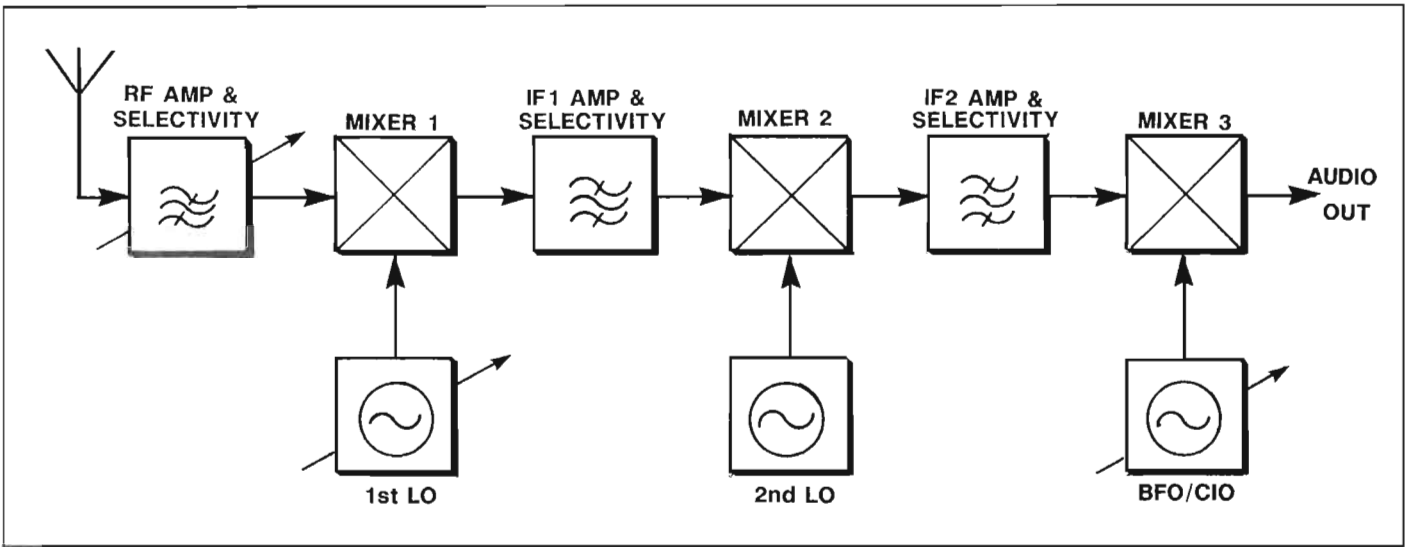 RF AMP &
SELECTIVITY
MIXER 1
IF1 AMP &
SELECTIVITY
MIXER 2
IF2 AMP &
SELECTIVITY
MIXER 3
AUDIO
OUT
1st LO
2nd LO
BFO/CIO